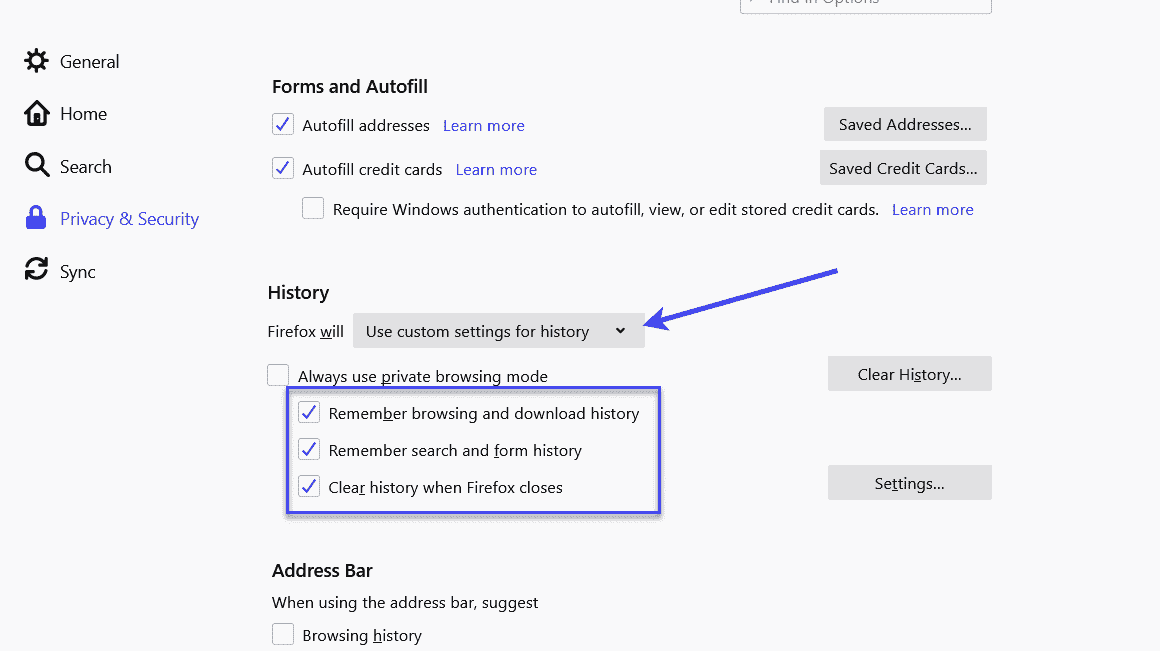 Find in Options
General
Home
Search
Privacy & Security
Sync
Forms and Autofill
Autofill addresses Learn more
Saved Addresses...
Autofill credit cards Learn more
Saved Credit Cards...
Require Windows authentication to autofill, view, or edit stored credit cards. Learn more
History
Firefox will Use custom settings for history
Always use private browsing mode
Clear History...
Remember browsing and download history
Remember search and form history
Clear history when Firefox closes
Settings...
Address Bar
When using the address bar, suggest
Browsing history